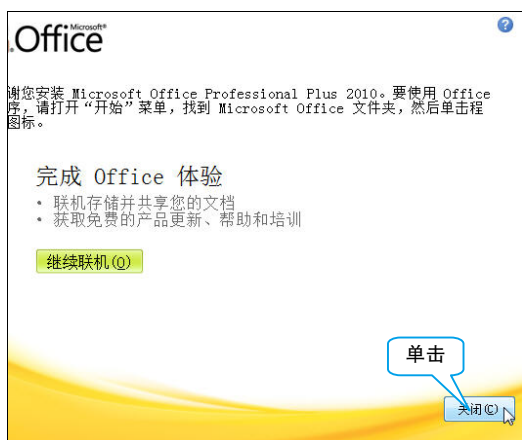 Microsoft®
.Office
谢您安装 Microsoft Office Professional Plus 2010。要使用 Office
序，请打开“开始”菜单，找到 Microsoft Office 文件夹，然后单击程
图标。
完成 Office 体验
• 联机存储并共享您的文档
• 获取免费的产品更新、帮助和培训
继续联机(O)
单击
关闭(C)